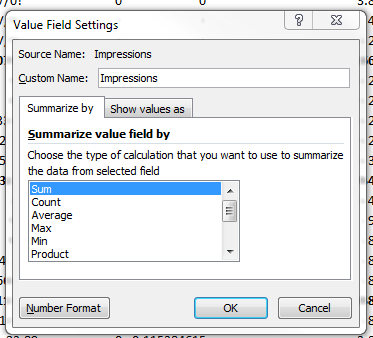 Value Field Settings
Source Name: Impressions
Custom Name: Impressions
Summarize by
Show values as
Summarize value field by
Choose the type of calculation that you want to use to summarize
the data from selected field
Sum
Count
Average
Max
Min
Product
Number Format
OK
Cancel